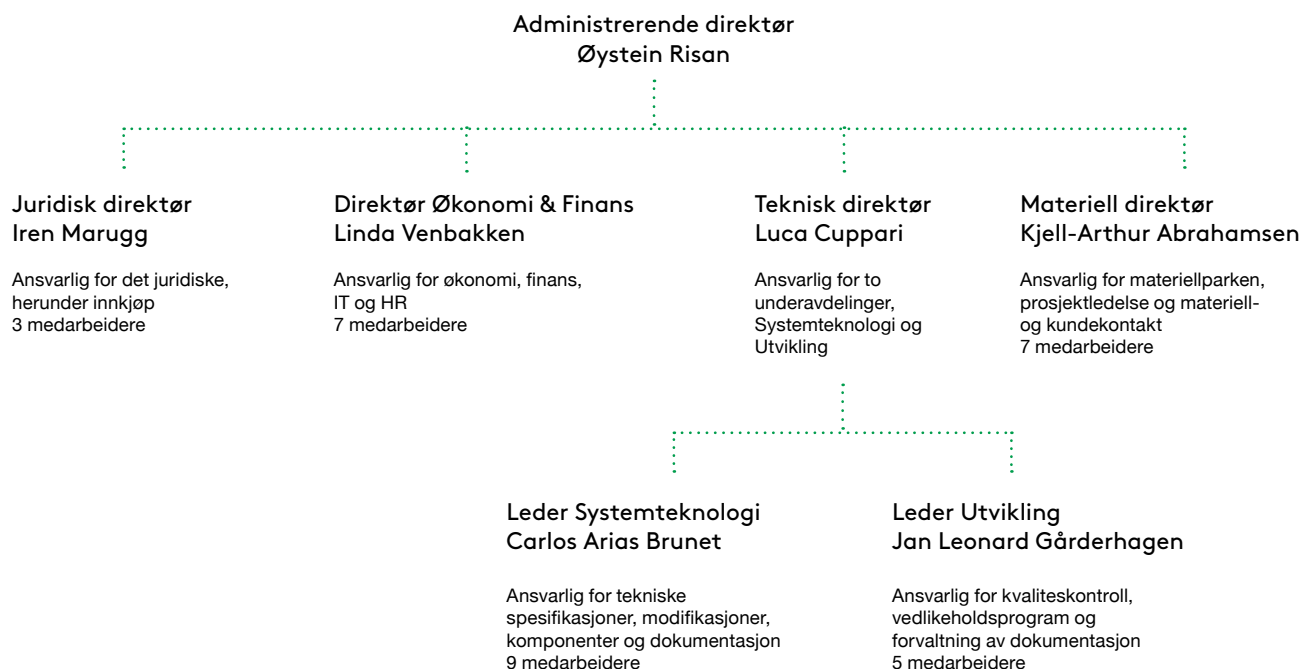 Administrerende direktør
Øystein Risan
Juridisk direktør
Iren Marugg
Ansvarlig for det juridiske,
herunder innkjøp
3 medarbeidere
Direktør Økonomi & Finans
Linda Venbakken
Ansvarlig for økonomi, finans,
IT og HR
7 medarbeidere
Teknisk direktør
Luca Cuppari
Ansvarlig for to
underavdelinger,
Systemteknologi og
Utvikling
Materiell direktør
Kjell-Arthur Abrahamsen
Ansvarlig for materiellparken,
prosjektledelse og materiell-
og kundekontakt
7 medarbeidere
Leder Systemteknologi
Carlos Arias Brunet
Ansvarlig for tekniske
spesifikasjoner, modifikasjoner,
komponenter og dokumentasjon
9 medarbeidere
Leder Utvikling
Jan Leonard Gårderhagen
Ansvarlig for kvaliteskontroll,
vedlikeholdsprogram og
forvaltning av dokumentasjon
5 medarbeidere